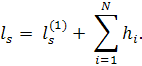 l_s = l_s^{(1)} + \sum_{i=1}^{N} h_i.